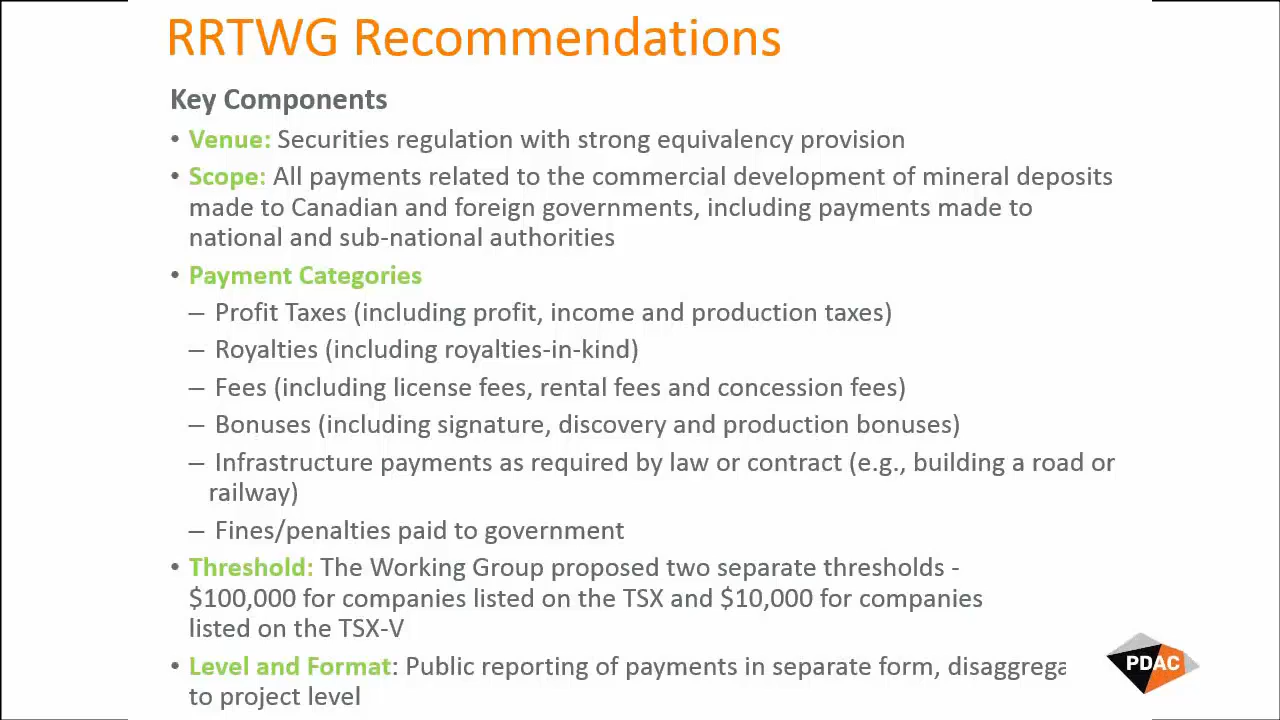 RRTWG Recommendations
Key Components
• Venue: Securities regulation with strong equivalency provision
• Scope: All payments related to the commercial development of mineral deposits
made to Canadian and foreign governments, including payments made to
national and sub-national authorities
• Payment Categories
– Profit Taxes (including profit, income and production taxes)
– Royalties (including royalties-in-kind)
– Fees (including license fees, rental fees and concession fees)
– Bonuses (including signature, discovery and production bonuses)
– Infrastructure payments as required by law or contract (e.g., building a road or
railway)
– Fines/penalties paid to government
• Threshold: The Working Group proposed two separate thresholds -
$100,000 for companies listed on the TSX and $10,000 for companies
listed on the TSX-V
• Level and Format: Public reporting of payments in separate form, disaggrega
to project level
PDAC